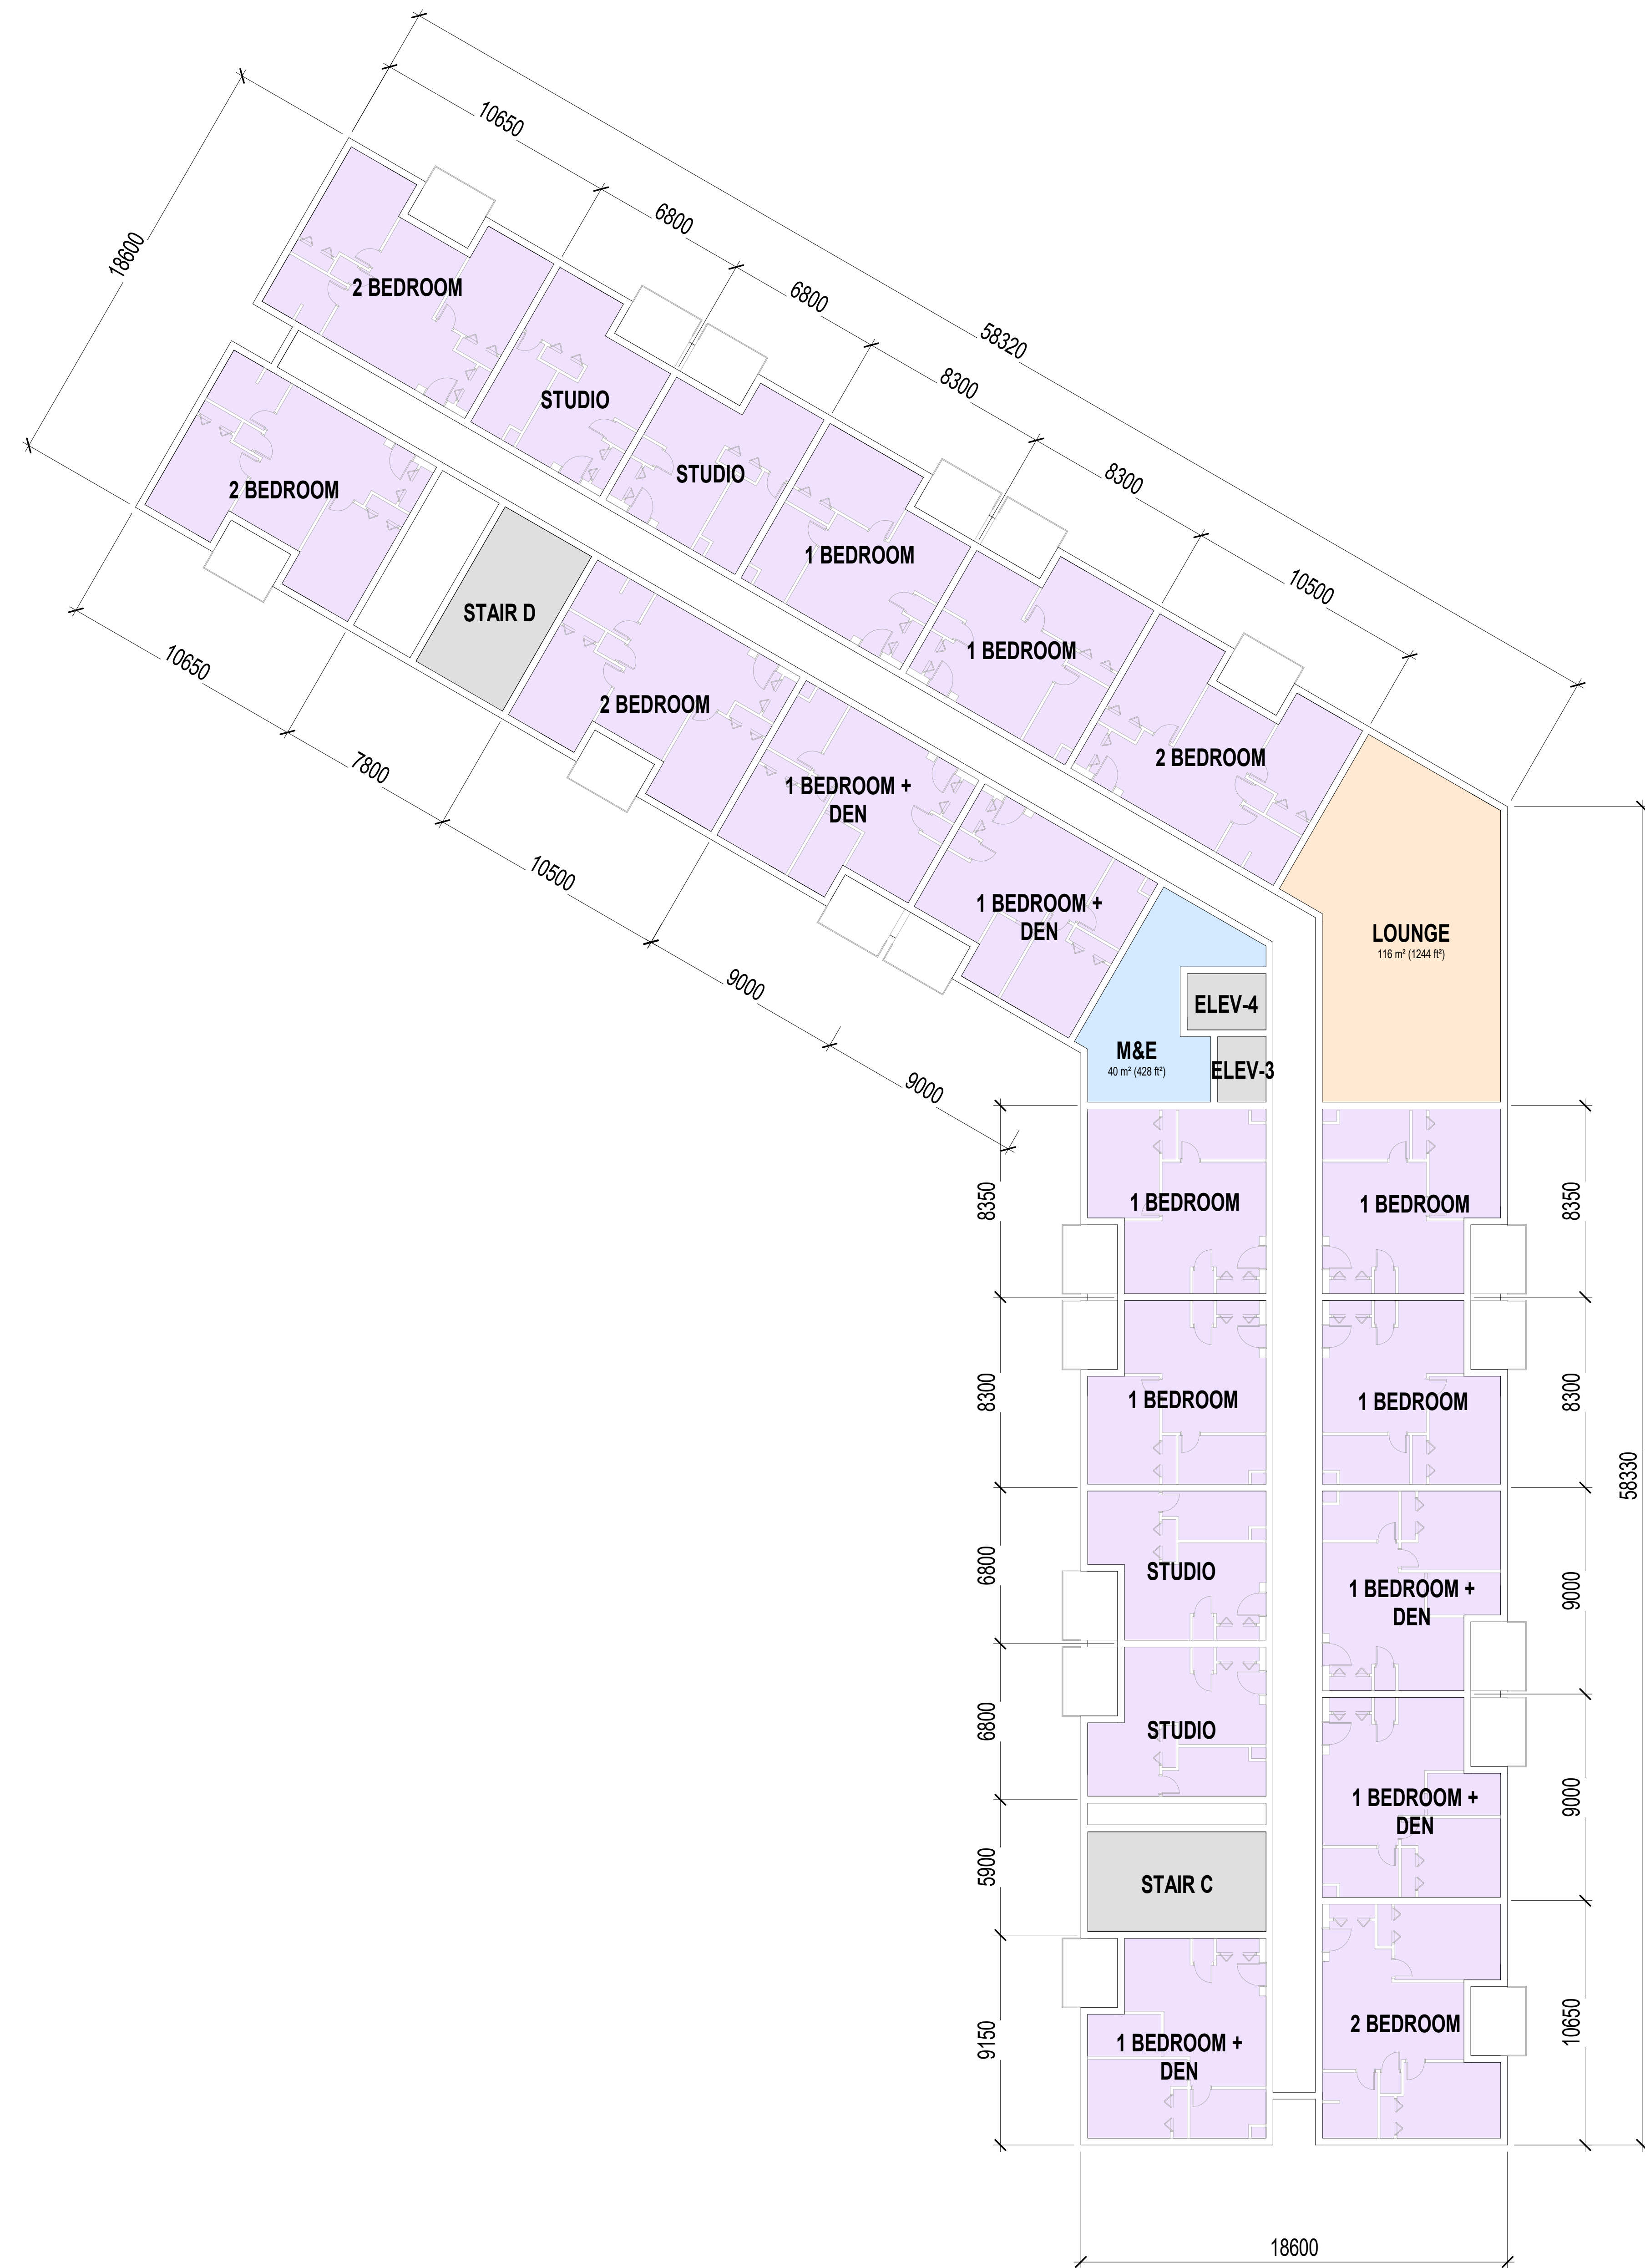 10650
6800
6800
58320
8300
8300
10500
18600
2 BEDROOM
STUDIO
STUDIO
1 BEDROOM
1 BEDROOM
2 BEDROOM
2 BEDROOM
STAIR D
2 BEDROOM
1 BEDROOM +
DEN
1 BEDROOM +
DEN
10650
7800
10500
9000
9000
LOUNGE
116 m² (1244 ft²)
ELEV-4
M&E
40 m² (428 ft²)
ELEV-3
8350
1 BEDROOM
1 BEDROOM
8350
8300
1 BEDROOM
1 BEDROOM
8300
58330
6800
STUDIO
1 BEDROOM +
DEN
9000
6800
STUDIO
1 BEDROOM +
DEN
9000
5900
STAIR C
9150
1 BEDROOM +
DEN
2 BEDROOM
10650
18600